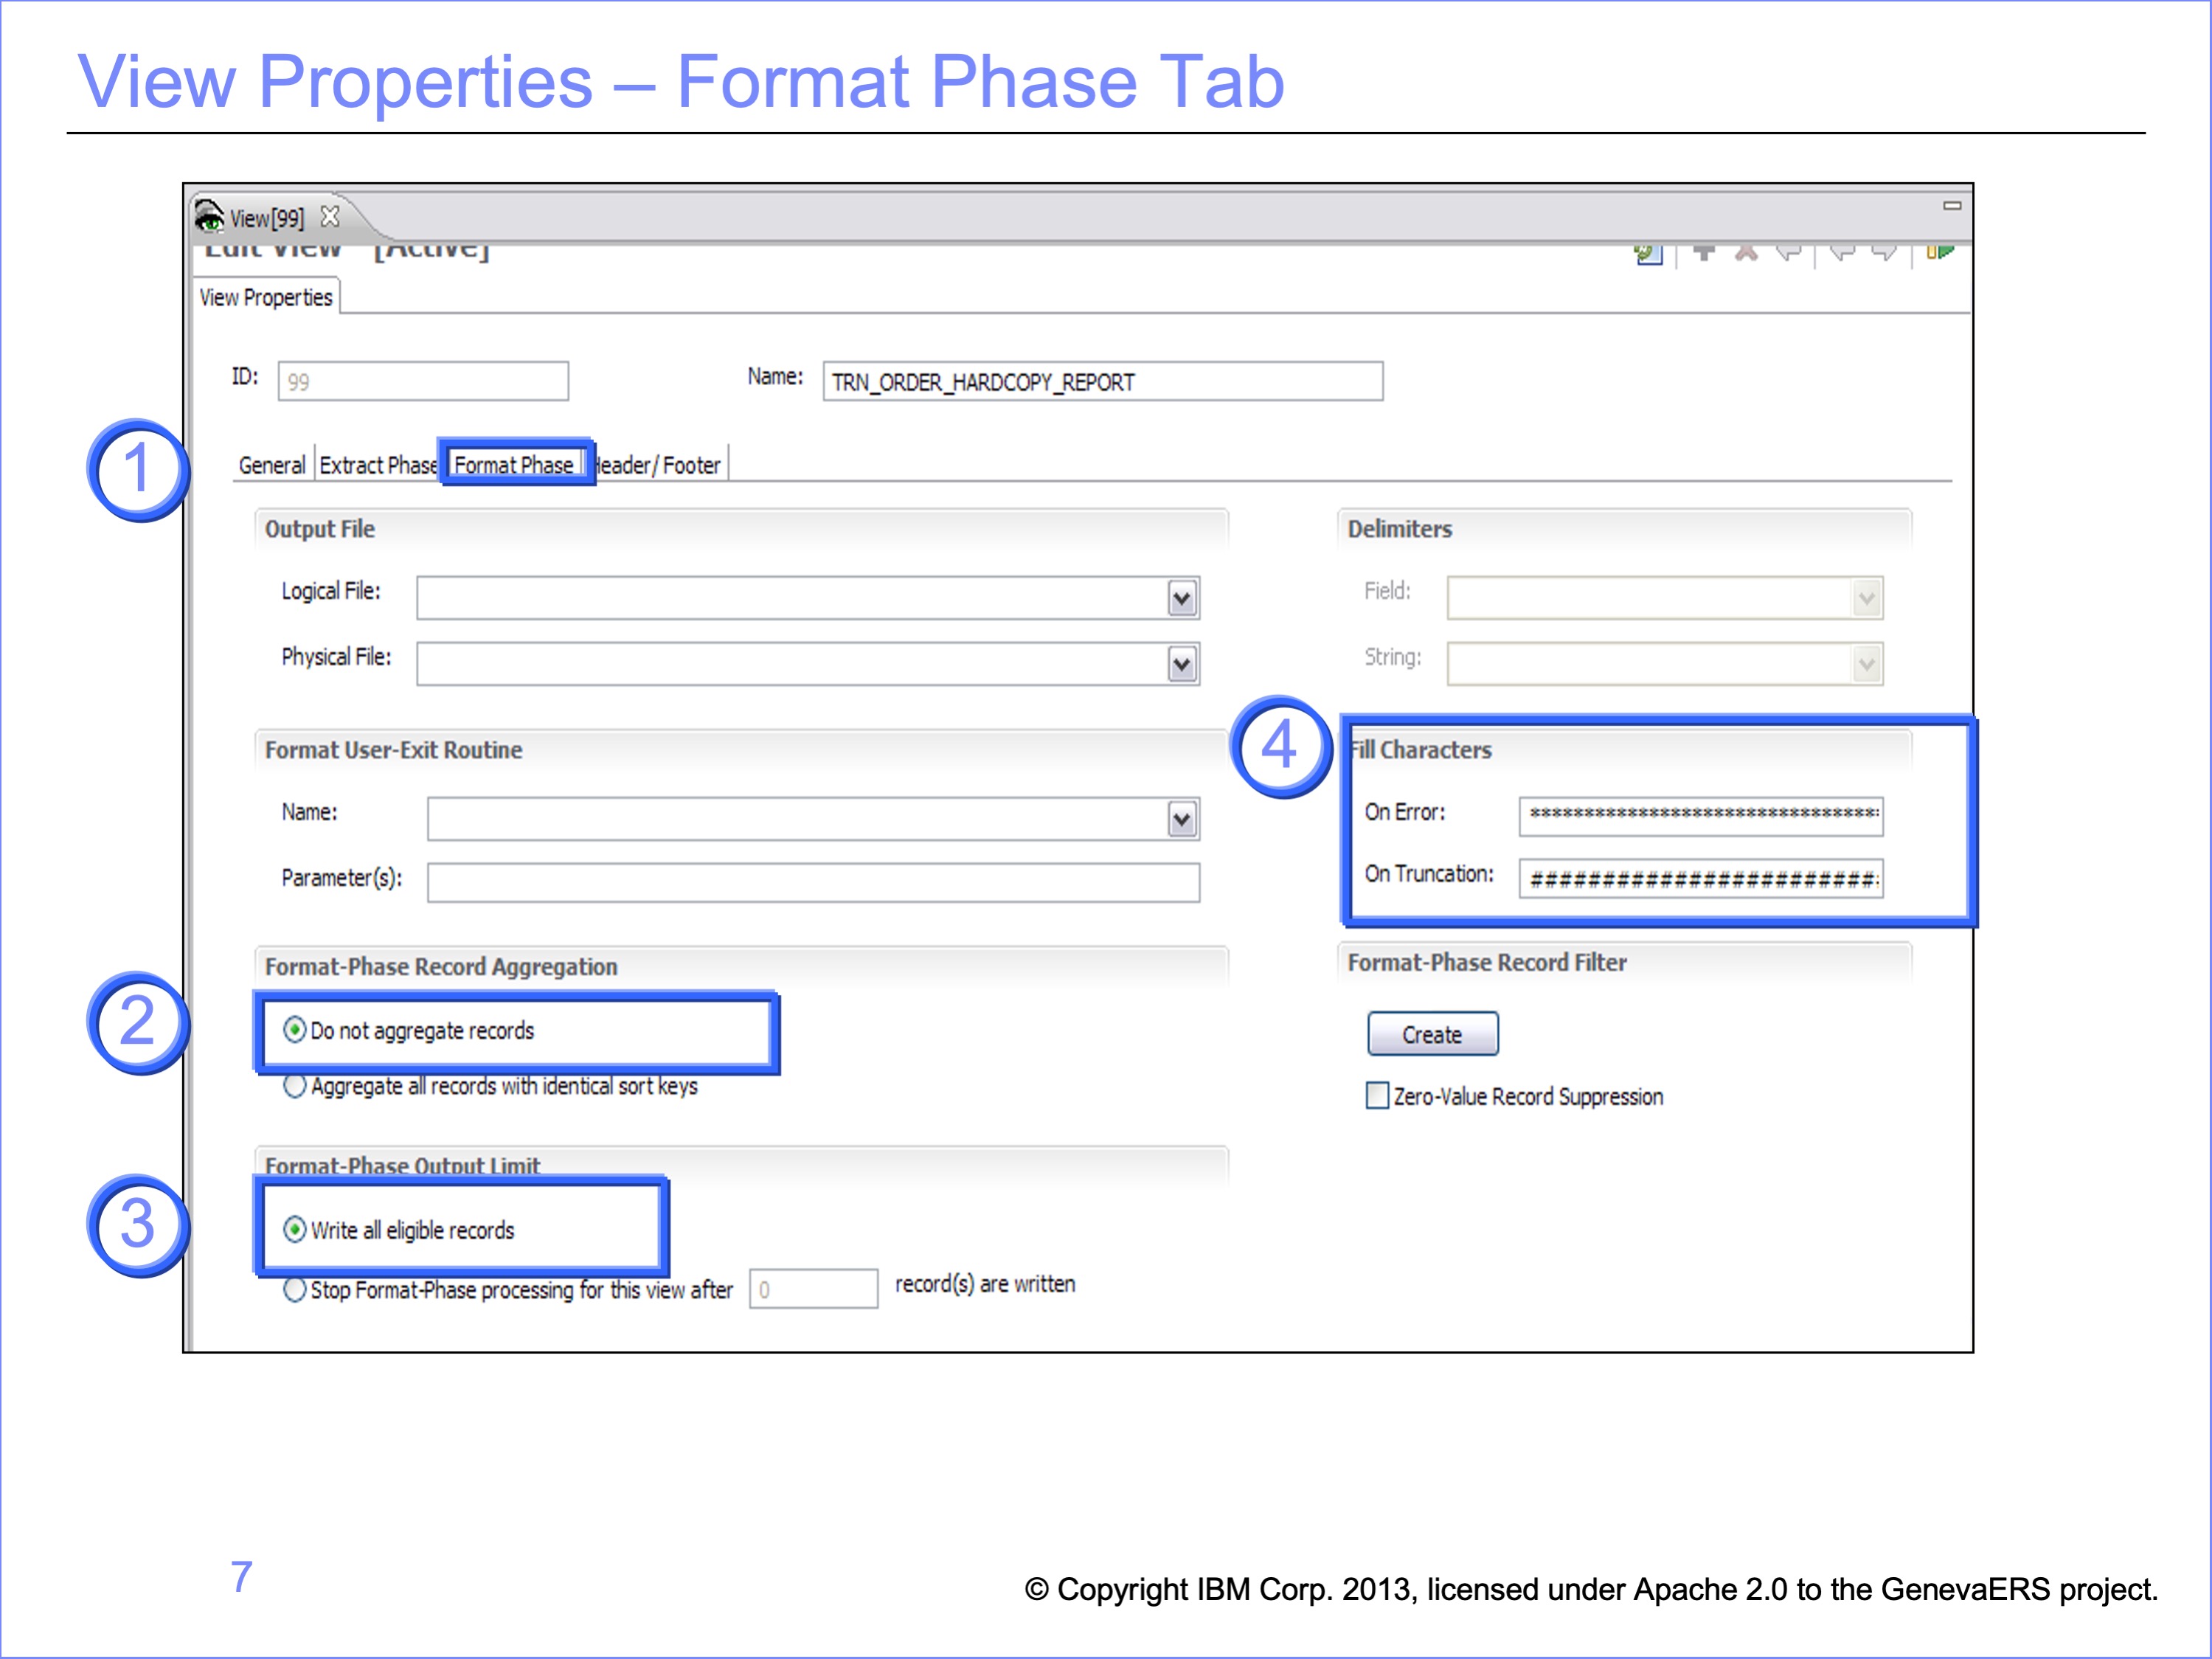 View Properties – Format Phase Tab
View[99]
Edit View [Active]
View Properties
ID: 99 Name: TRN_ORDER_HARDCOPY_REPORT
1
General Extract Phase Format Phase Header/ Footer
Output File Delimiters
Logical File: Field:
Physical File: String:
4
Format User-Exit Routine Fill Characters
Name: On Error: ********************************
Parameter(s): On Truncation: ########################
Format-Phase Record Aggregation Format-Phase Record Filter
2
Do not aggregate records Create
Aggregate all records with identical sort keys Zero-Value Record Suppression
Format-Phase Output Limit
3
Write all eligible records
Stop Format-Phase processing for this view after 0 record(s) are written
7
© Copyright IBM Corp. 2013, licensed under Apache 2.0 to the GenevaERS project.